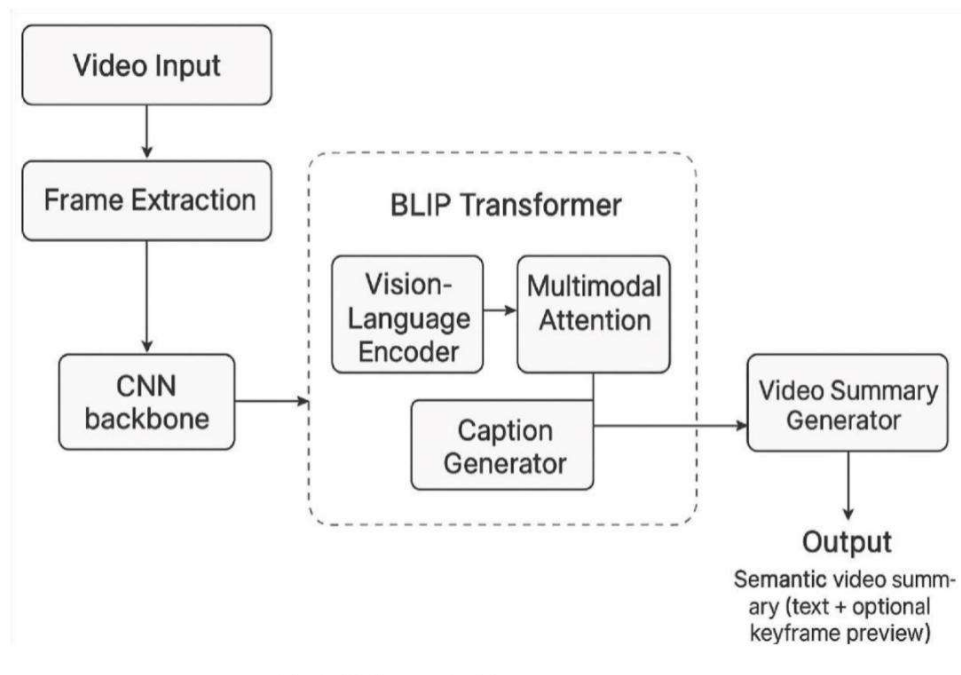 Video Input
Frame Extraction
CNN
backbone
BLIP Transformer
Vision-
Language
Encoder
Multimodal
Attention
Caption
Generator
Video Summary
Generator
Output
Semantic video summ-
ary (text + optional
keyframe preview)